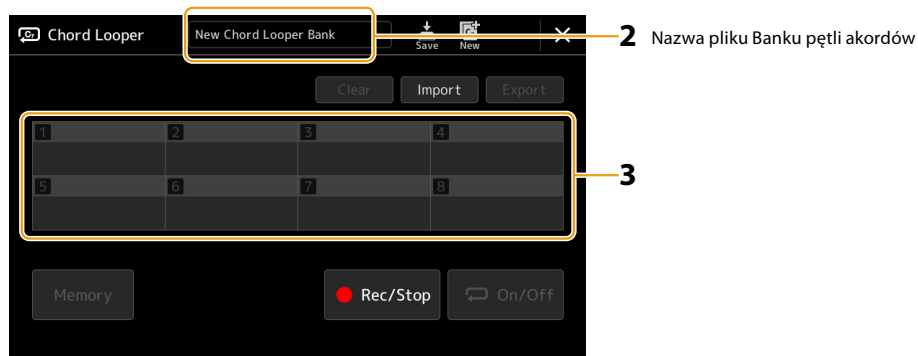 Chord Looper
New Chord Looper Bank
Save
New
2 Nazwa pliku Banku pętli akordów
Clear
Import
Export
1 2 3 4
3
5 6 7 8
Memory
Rec/Stop
On/Off